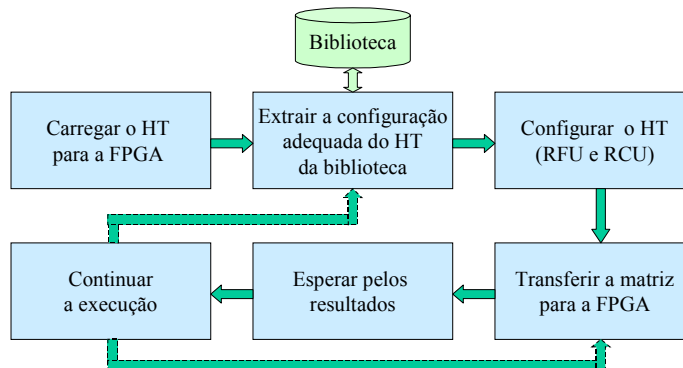 Biblioteca
Carregar o HT
para a FPGA
Extrair a configuração
adequada do HT
da biblioteca
Configurar o HT
(RFU e RCU)
Continuar
a execução
Esperar pelos
resultados
Transferir a matriz
para a FPGA